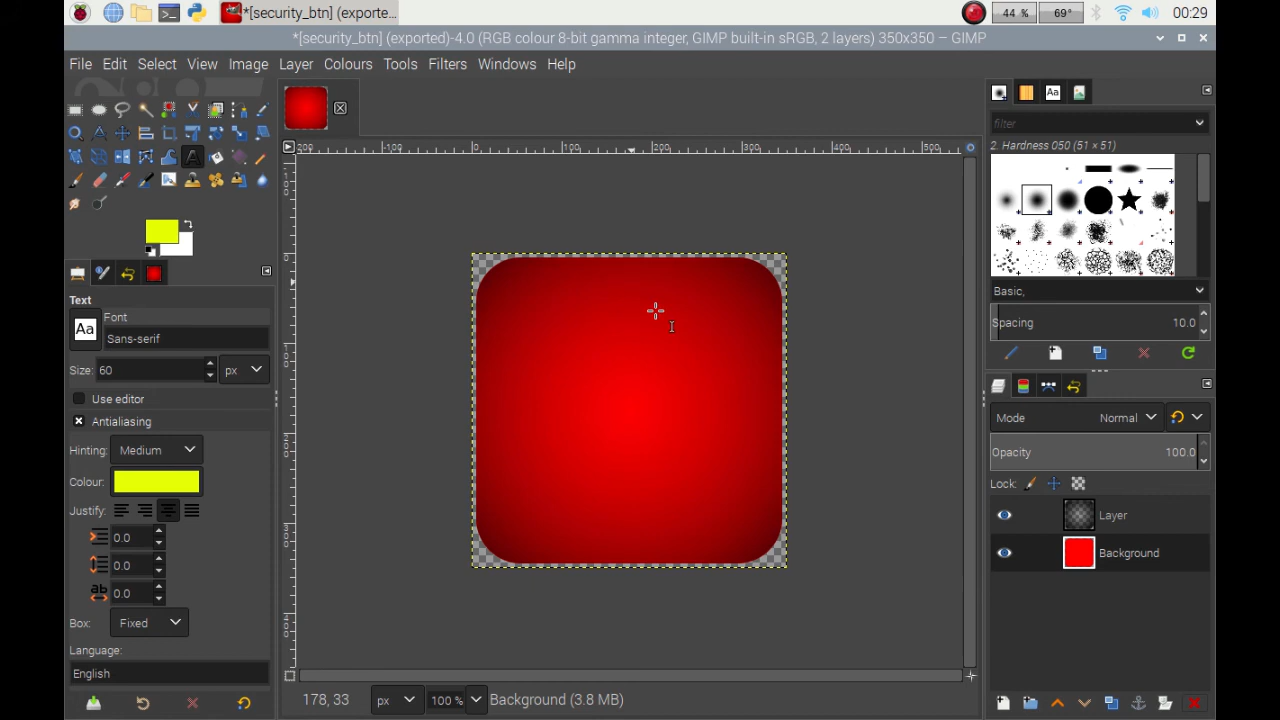 *[security_btn] (exporte...
44 %
69°
00:29
*[security_btn] (exported)-4.0 (RGB colour 8-bit gamma integer, GIMP built-in sRGB, 2 layers) 350x350 – GIMP
File Edit Select View Image Layer Colours Tools Filters Windows Help
Aa
filter
2. Hardness 050 (51 × 51)
Basic,
Spacing 10.0
Text
Aa
Font
Sans-serif
Size: 60 px
Use editor
Antialiasing
Hinting: Medium
Colour:
Justify:
0.0
0.0
ab 0.0
Box: Fixed
Language:
English
Mode Normal
Opacity 100.0
Lock:
Layer
Background
178,33 px 100 % Background (3.8 MB)